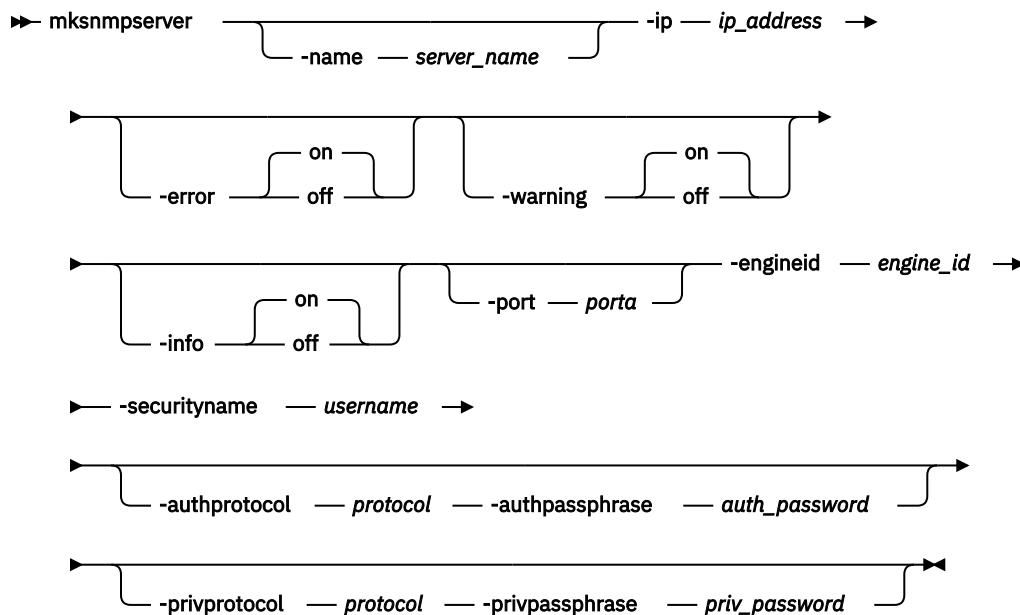 mksnmpserver -name server_name -ip ip_address
on on
-error off -warning off
on
-info off -port porta -engineid engine_id
-securityname username
-authprotocol protocol -authpassphrase auth_password
-privprotocol protocol -privpassphrase priv_password